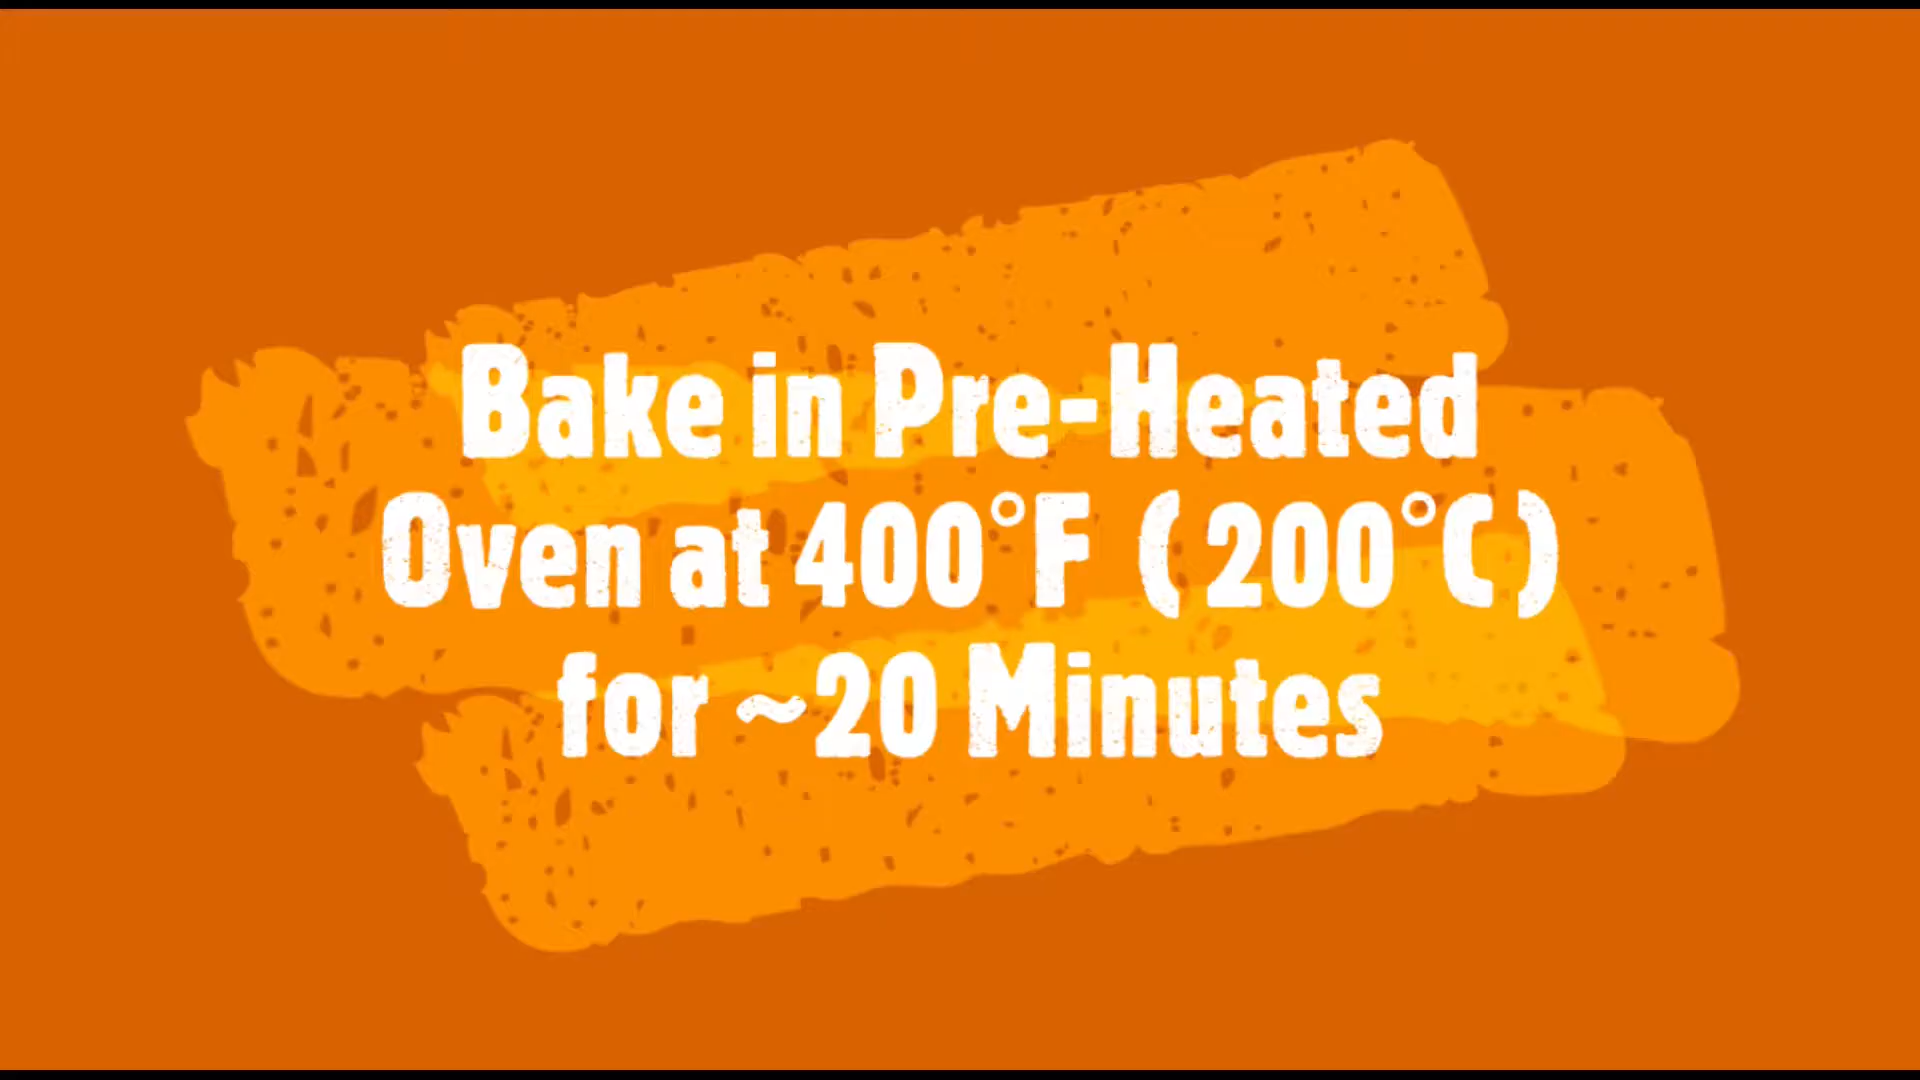 Bake in Pre-Heated
Oven at 400°F (200°C)
for ~20 Minutes